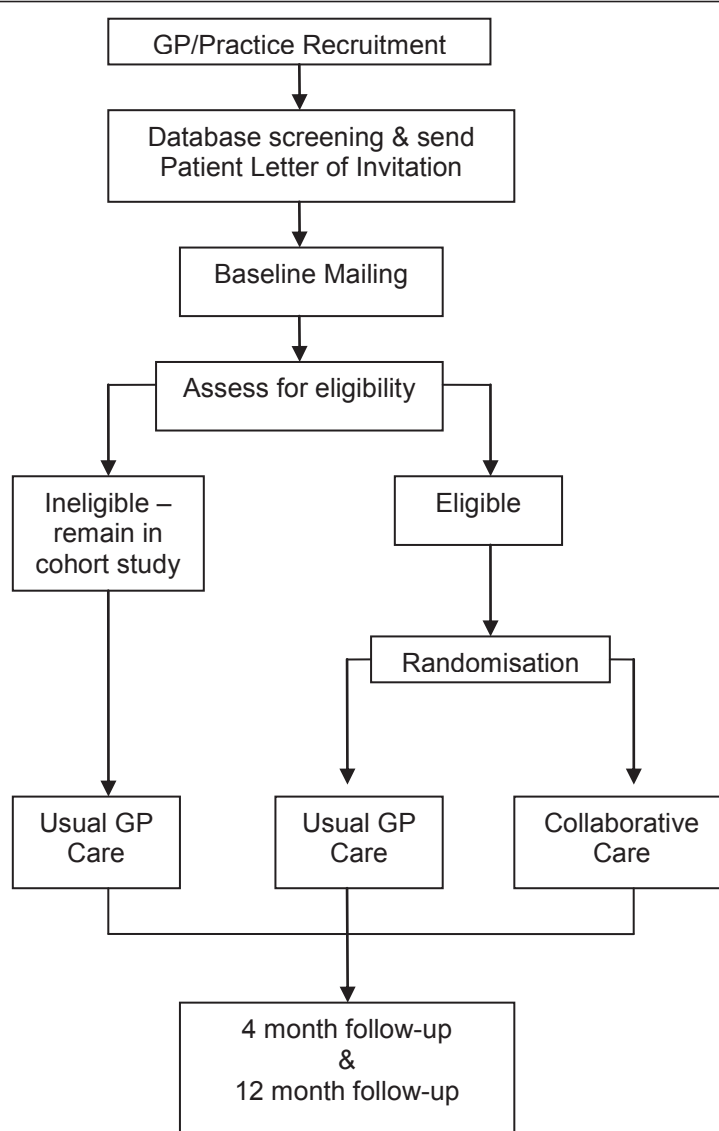 GP/Practice Recruitment
Database screening & send
Patient Letter of Invitation
Baseline Mailing
Assess for eligibility
Ineligible –
remain in
cohort study
Eligible
Randomisation
Usual GP
Care
Usual GP
Care
Collaborative
Care
4 month follow-up
&
12 month follow-up